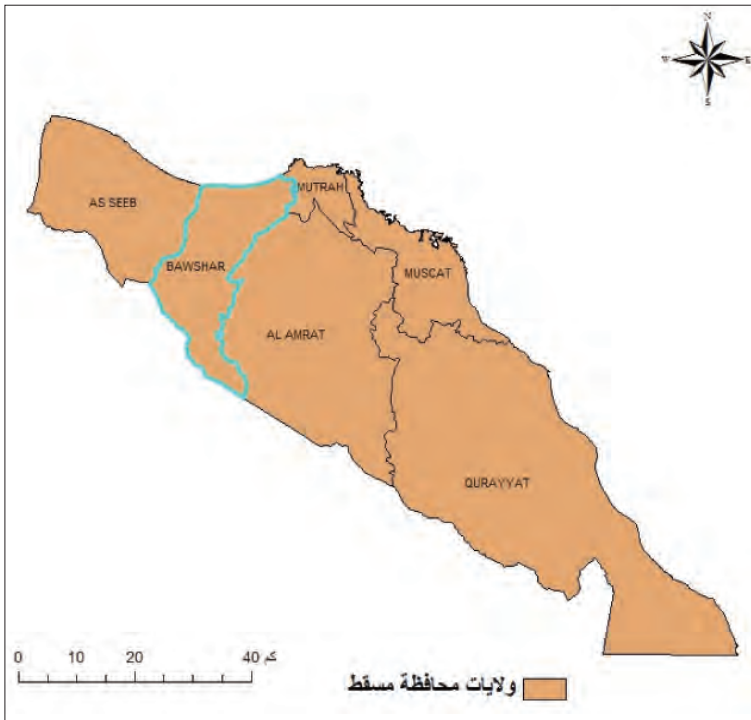 N
W E
S
AS SEEB
MUTRAH
BAWSHAR
MUSCAT
AL AMRAT
QURAYYAT
0 10 20 40 كم
ولايات محافظة مسقط